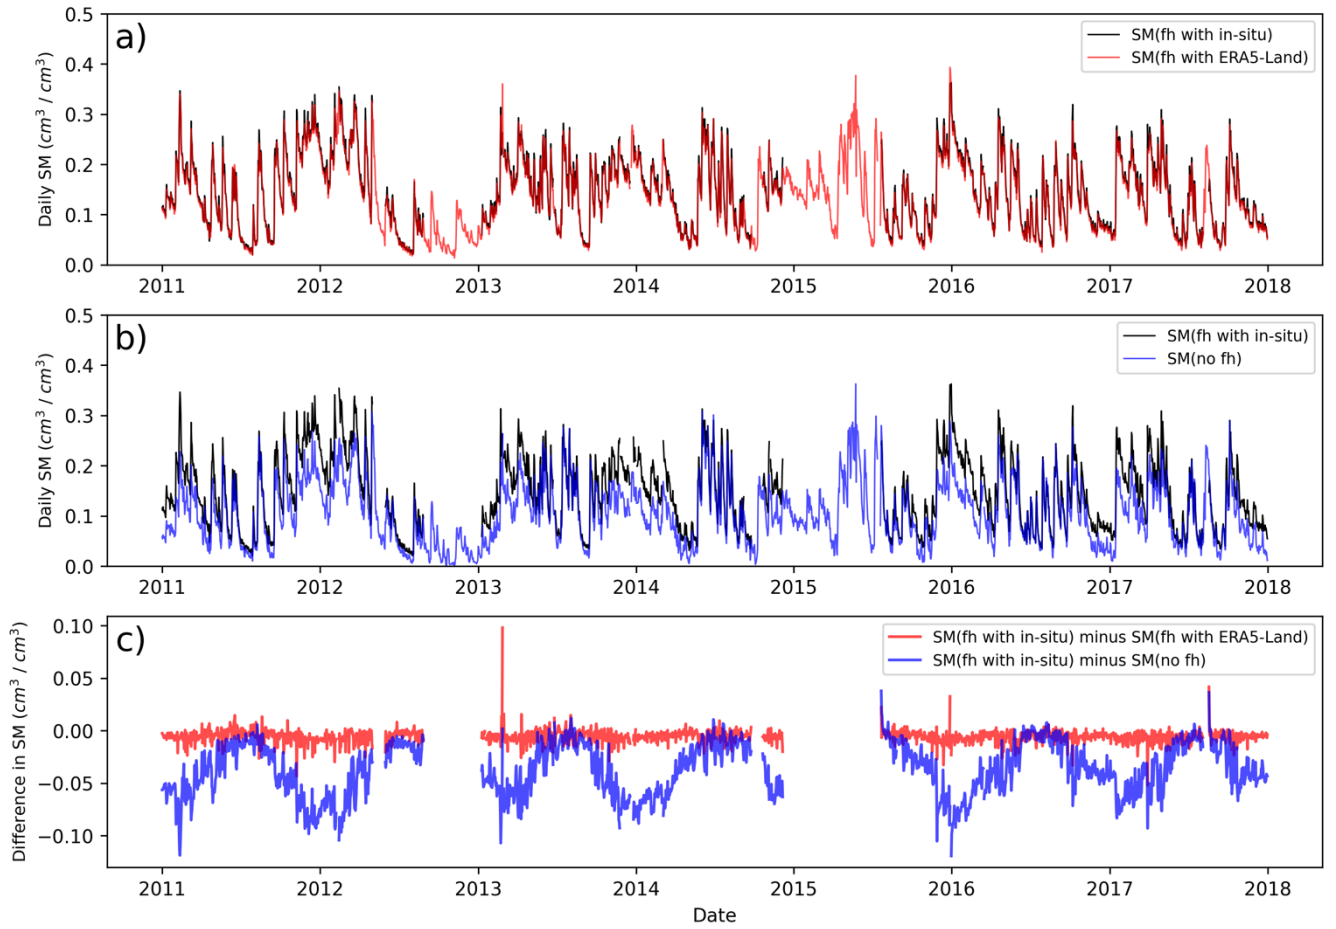 a)
SM(fh with in-situ)
SM(fh with ERA5-Land)
Daily SM (cm³ / cm³)
0.5
0.4
0.3
0.2
0.1
0.0
2011 2012 2013 2014 2015 2016 2017 2018
b)
SM(fh with in-situ)
SM(no fh)
Daily SM (cm³ / cm³)
0.5
0.4
0.3
0.2
0.1
0.0
2011 2012 2013 2014 2015 2016 2017 2018
c)
SM(fh with in-situ) minus SM(fh with ERA5-Land)
SM(fh with in-situ) minus SM(no fh)
Difference in SM (cm³ / cm³)
0.10
0.05
0.00
−0.05
−0.10
2011 2012 2013 2014 2015 2016 2017 2018
Date